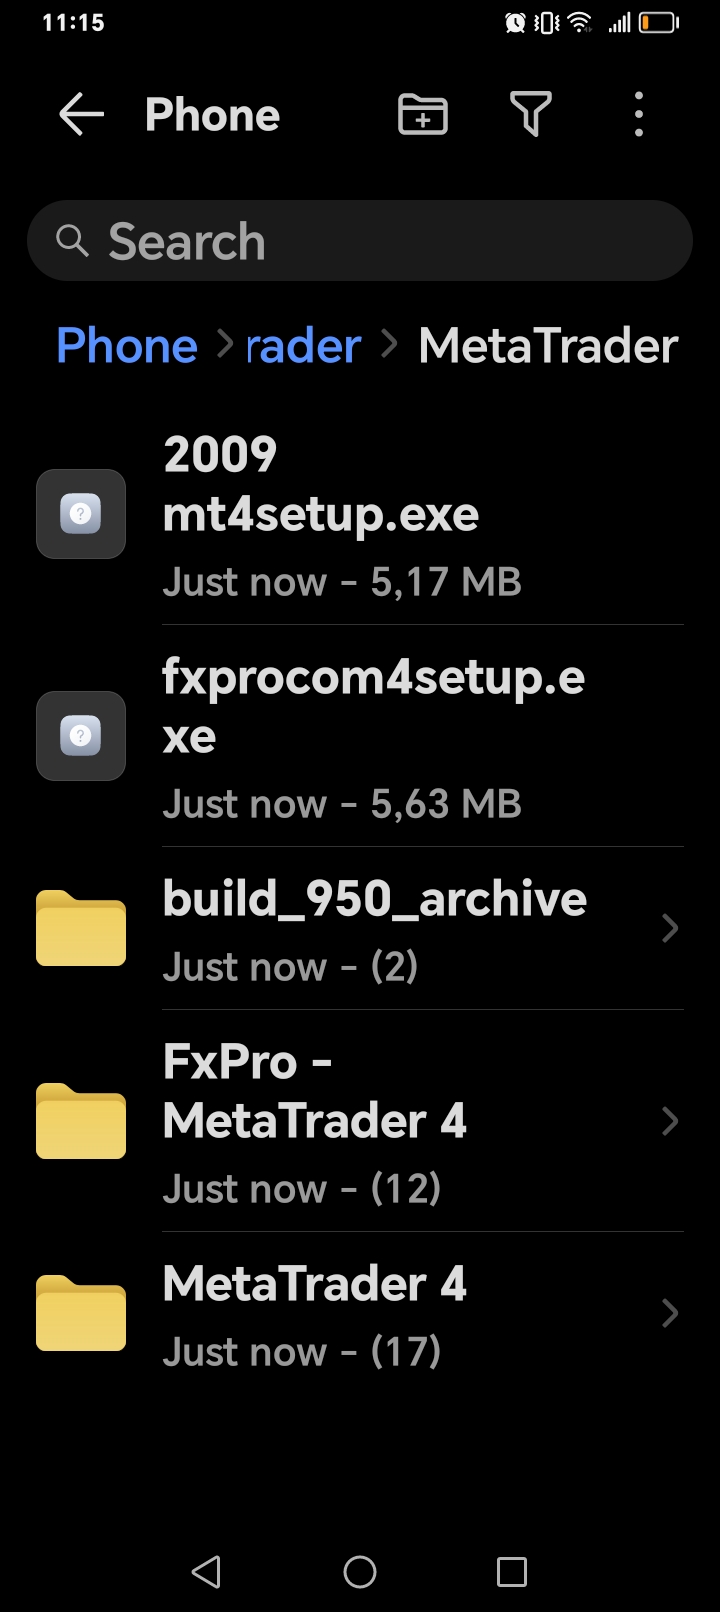 11:15
Phone
Search
Phone > rader > MetaTrader
2009
mt4setup.exe
Just now - 5,17 MB
fxprocom4setup.e
xe
Just now - 5,63 MB
build_950_archive
Just now - (2)
FxPro -
MetaTrader 4
Just now - (12)
MetaTrader 4
Just now - (17)